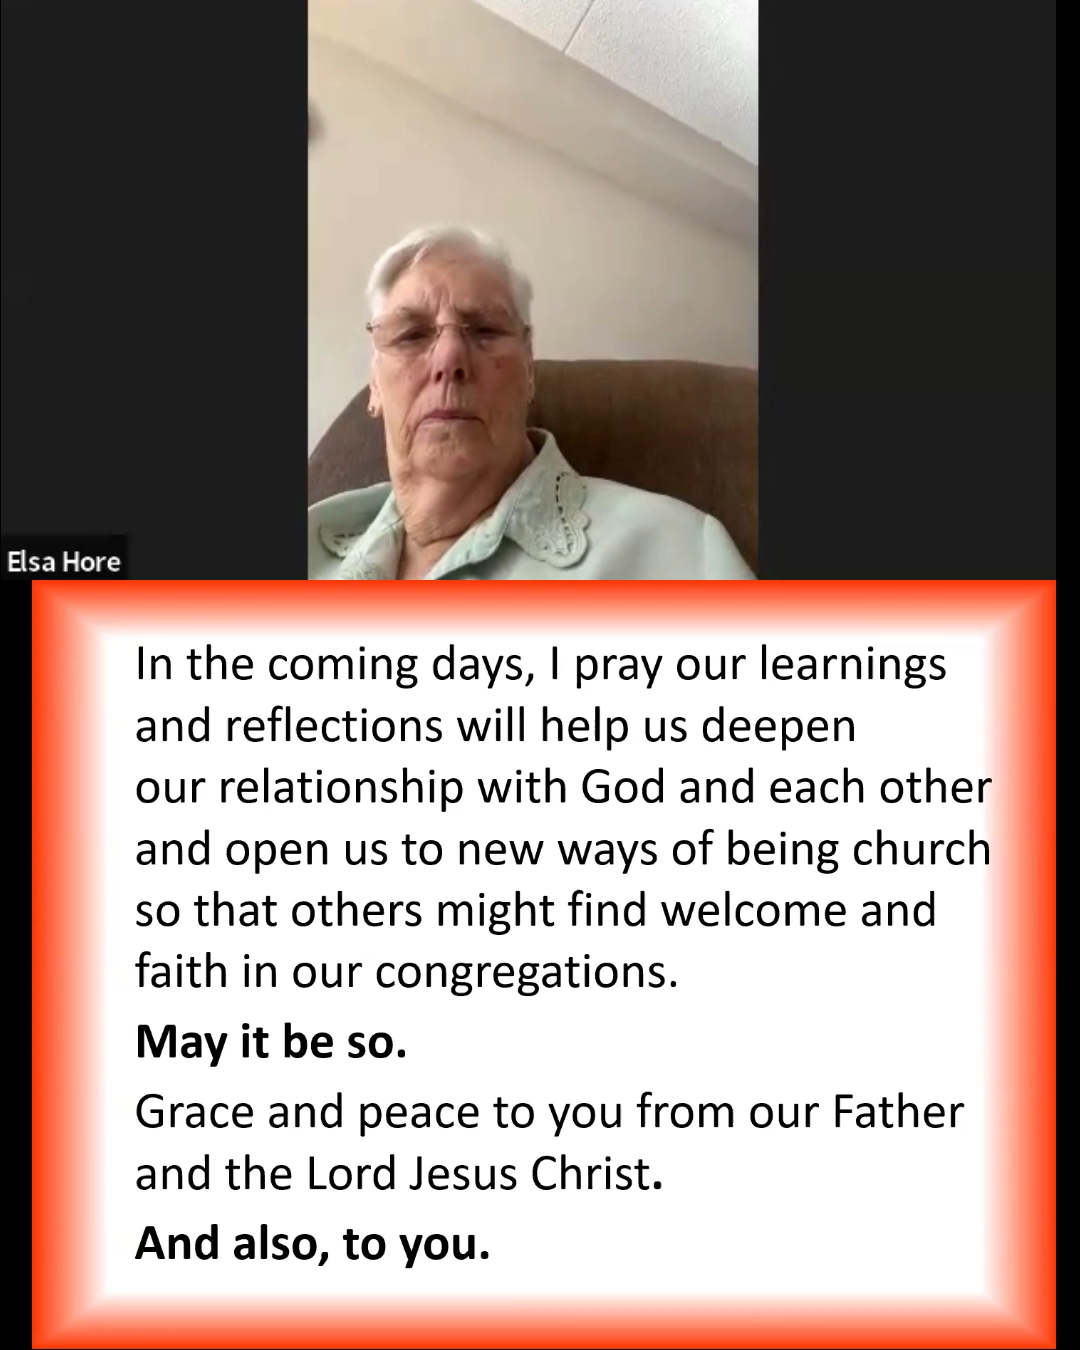 Elsa Hore
In the coming days, I pray our learnings
and reflections will help us deepen
our relationship with God and each other
and open us to new ways of being church
so that others might find welcome and
faith in our congregations.
May it be so.
Grace and peace to you from our Father
and the Lord Jesus Christ.
And also, to you.